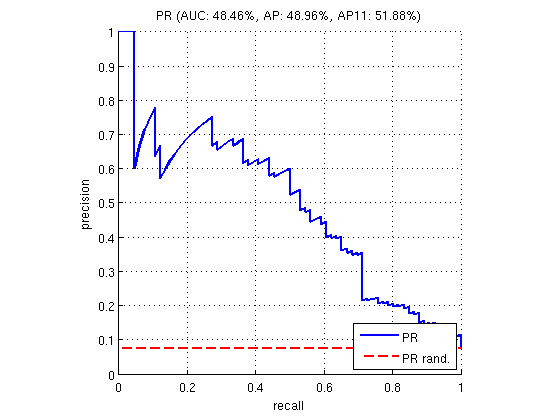 PR (AUC: 48.46%, AP: 48.96%, AP11: 51.88%)
1
0.9
0.8
0.7
0.6
0.5
0.4
0.3
0.2
0.1
0
precision
PR
PR rand.
0 0.2 0.4 0.6 0.8 1
recall